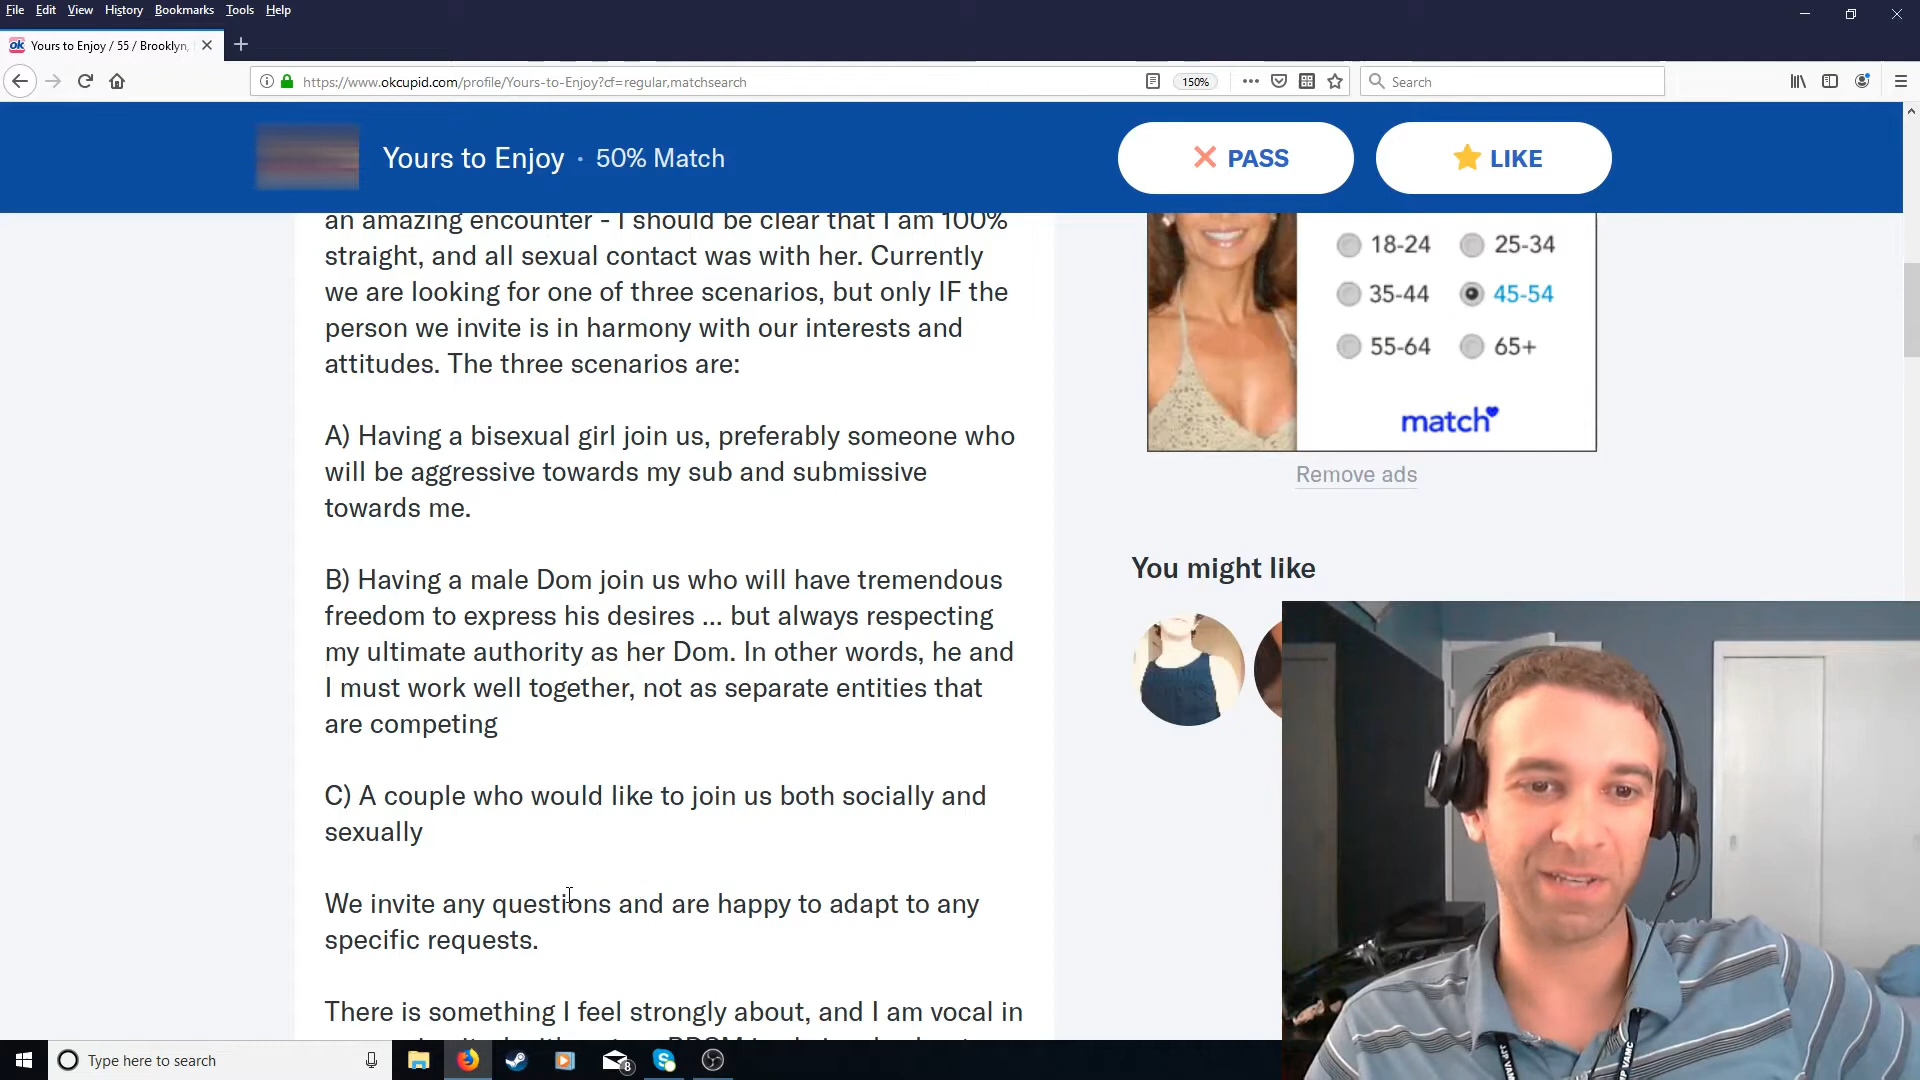 File Edit View History Bookmarks Tools Help
ok Yours to Enjoy / 55 / Brooklyn,
https://www.okcupid.com/profile/Yours-to-Enjoy?cf=regular,matchsearch
150%
Search
Yours to Enjoy · 50% Match
PASS
LIKE
an amazing encounter - I should be clear that I am 100%
straight, and all sexual contact was with her. Currently
we are looking for one of three scenarios, but only IF the
person we invite is in harmony with our interests and
attitudes. The three scenarios are:
A) Having a bisexual girl join us, preferably someone who
will be aggressive towards my sub and submissive
towards me.
B) Having a male Dom join us who will have tremendous
freedom to express his desires ... but always respecting
my ultimate authority as her Dom. In other words, he and
I must work well together, not as separate entities that
are competing
C) A couple who would like to join us both socially and
sexually
We invite any questions and are happy to adapt to any
specific requests.
There is something I feel strongly about, and I am vocal in
18-24 25-34
35-44 45-54
55-64 65+
match
Remove ads
You might like
Type here to search
8